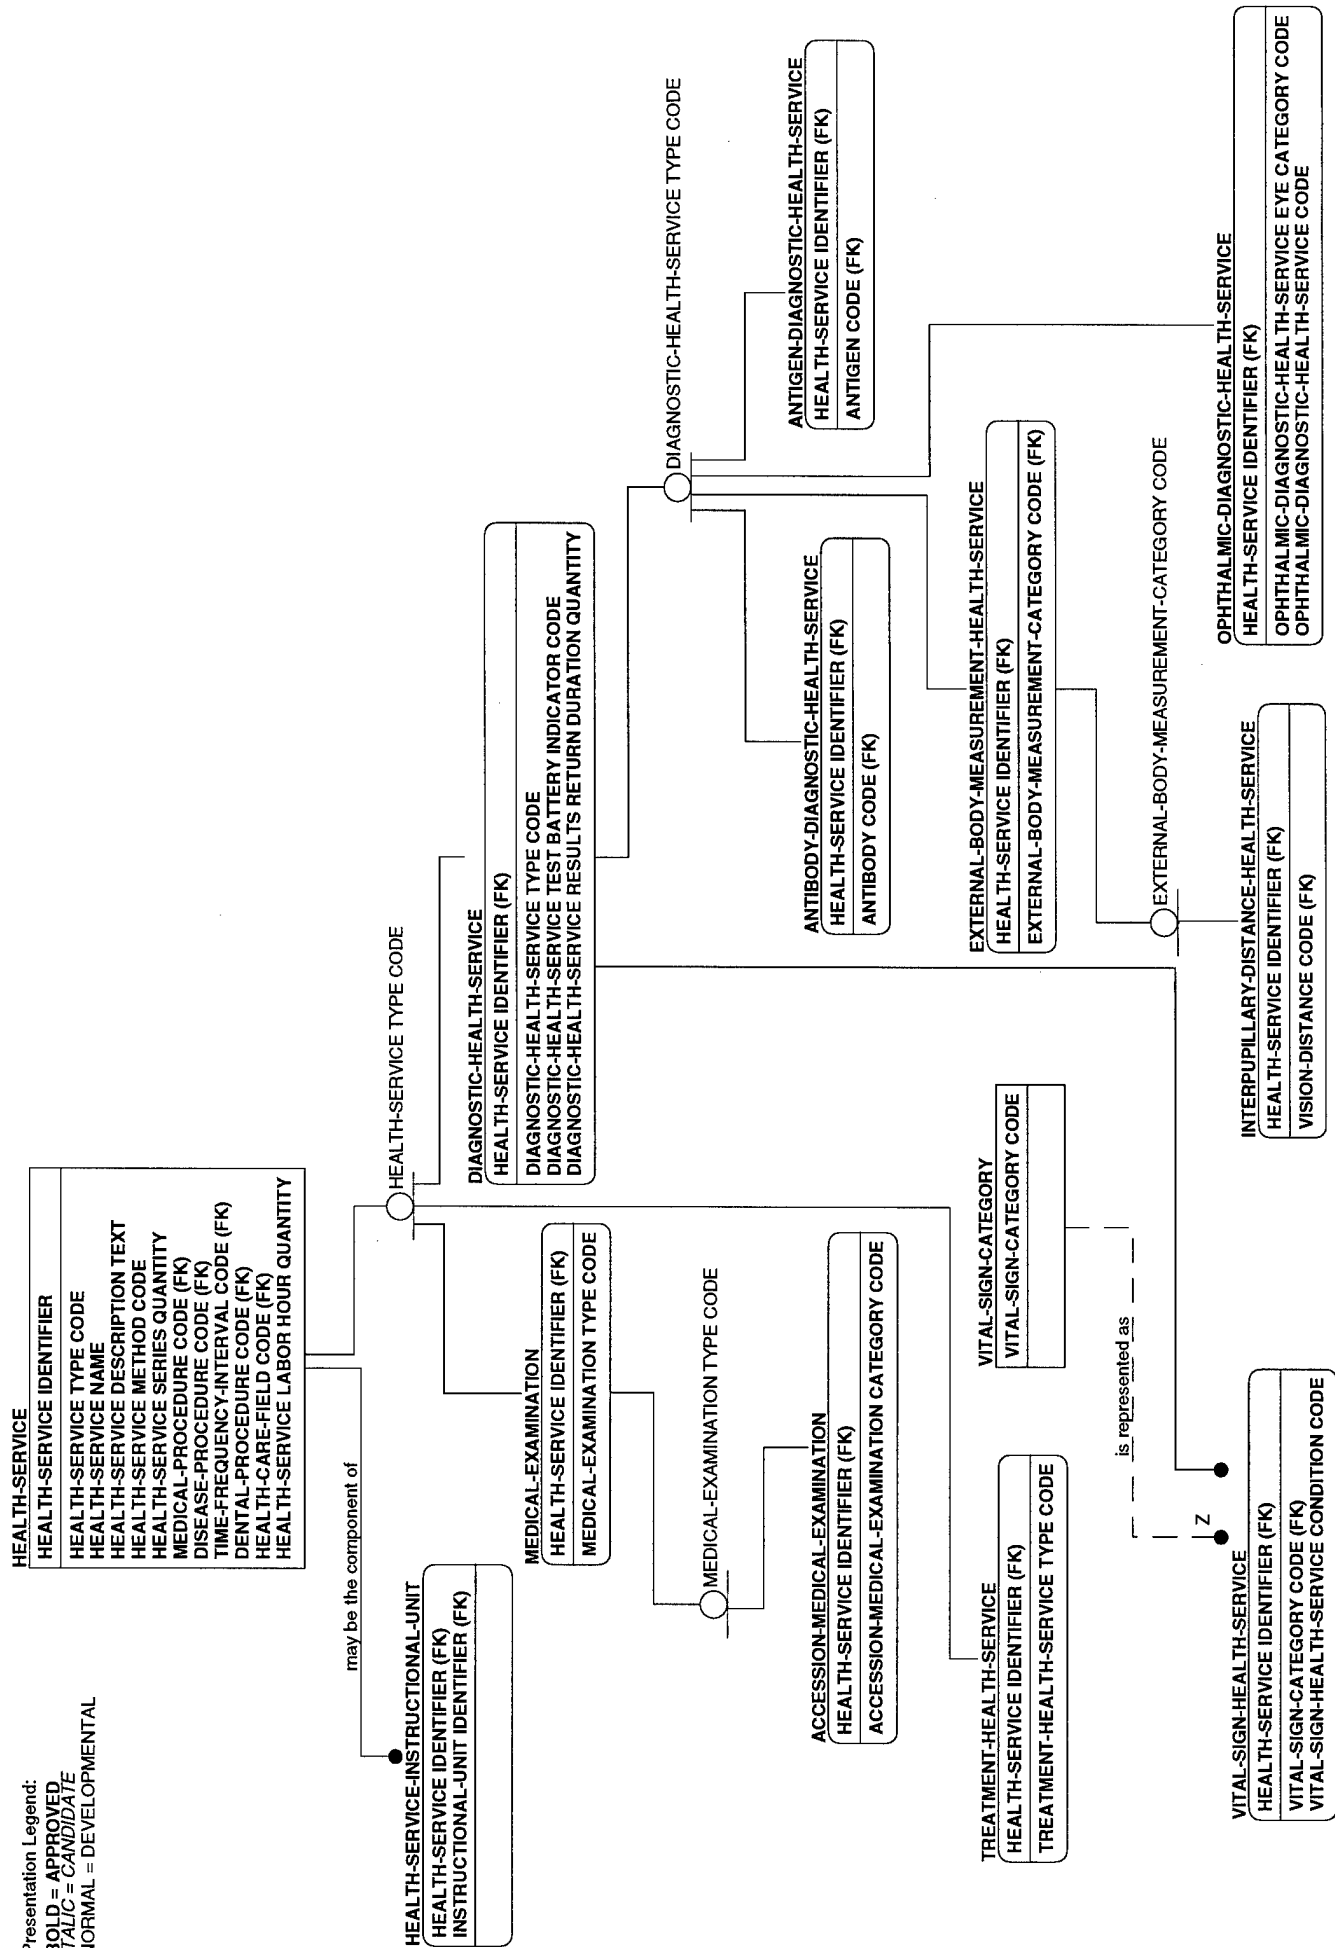 Presentation Legend:
BOLD = APPROVED
ITALIC = CANDIDATE
NORMAL = DEVELOPMENTAL
HEALTH-SERVICE
HEALTH-SERVICE IDENTIFIER
HEALTH-SERVICE TYPE CODE
HEALTH-SERVICE NAME
HEALTH-SERVICE DESCRIPTION TEXT
HEALTH-SERVICE METHOD CODE
HEALTH-SERVICE SERIES QUANTITY
MEDICAL-PROCEDURE CODE (FK)
DISEASE-PROCEDURE CODE (FK)
TIME-FREQUENCY-INTERVAL CODE (FK)
DENTAL-PROCEDURE CODE (FK)
HEALTH-CARE-FIELD CODE (FK)
HEALTH-SERVICE LABOR HOUR QUANTITY
may be the component of
HEALTH-SERVICE TYPE CODE
HEALTH-SERVICE-INSTRUCTIONAL-UNIT
HEALTH-SERVICE IDENTIFIER (FK)
INSTRUCTIONAL-UNIT IDENTIFIER (FK)
MEDICAL-EXAMINATION
HEALTH-SERVICE IDENTIFIER (FK)
MEDICAL-EXAMINATION TYPE CODE
DIAGNOSTIC-HEALTH-SERVICE
HEALTH-SERVICE IDENTIFIER (FK)
DIAGNOSTIC-HEALTH-SERVICE TYPE CODE
DIAGNOSTIC-HEALTH-SERVICE TEST BATTERY INDICATOR CODE
DIAGNOSTIC-HEALTH-SERVICE RESULTS RETURN DURATION QUANTITY
MEDICAL-EXAMINATION TYPE CODE
DIAGNOSTIC-HEALTH-SERVICE TYPE CODE
ACCESSION-MEDICAL-EXAMINATION
HEALTH-SERVICE IDENTIFIER (FK)
ACCESSION-MEDICAL-EXAMINATION CATEGORY CODE
ANTIBODY-DIAGNOSTIC-HEALTH-SERVICE
HEALTH-SERVICE IDENTIFIER (FK)
ANTIBODY CODE (FK)
ANTIGEN-DIAGNOSTIC-HEALTH-SERVICE
HEALTH-SERVICE IDENTIFIER (FK)
ANTIGEN CODE (FK)
TREATMENT-HEALTH-SERVICE
HEALTH-SERVICE IDENTIFIER (FK)
TREATMENT-HEALTH-SERVICE TYPE CODE
VITAL-SIGN-CATEGORY
VITAL-SIGN-CATEGORY CODE
EXTERNAL-BODY-MEASUREMENT-HEALTH-SERVICE
HEALTH-SERVICE IDENTIFIER (FK)
EXTERNAL-BODY-MEASUREMENT-CATEGORY CODE (FK)
is represented as
EXTERNAL-BODY-MEASUREMENT-CATEGORY CODE
Z
VITAL-SIGN-HEALTH-SERVICE
HEALTH-SERVICE IDENTIFIER (FK)
VITAL-SIGN-CATEGORY CODE (FK)
VITAL-SIGN-HEALTH-SERVICE CONDITION CODE
INTERPUPILLARY-DISTANCE-HEALTH-SERVICE
HEALTH-SERVICE IDENTIFIER (FK)
VISION-DISTANCE CODE (FK)
OPHTHALMIC-DIAGNOSTIC-HEALTH-SERVICE
HEALTH-SERVICE IDENTIFIER (FK)
OPHTHALMIC-DIAGNOSTIC-HEALTH-SERVICE EYE CATEGORY CODE
OPHTHALMIC-DIAGNOSTIC-HEALTH-SERVICE CODE